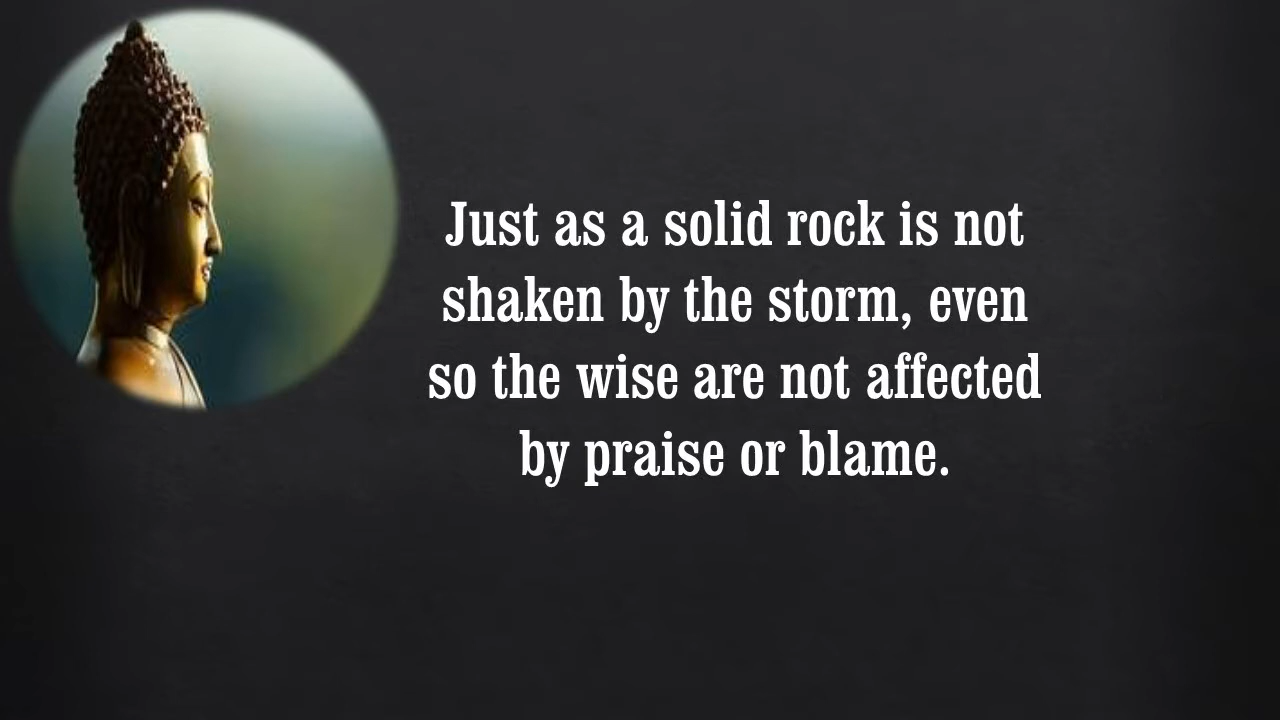 Just as a solid rock is not
shaken by the storm, even
so the wise are not affected
by praise or blame.